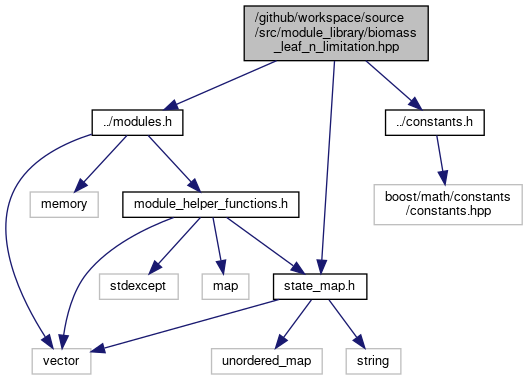 /github/workspace/source
/src/module_library/biomass
_leaf_n_limitation.hpp
../modules.h
../constants.h
memory
module_helper_functions.h
boost/math/constants
/constants.hpp
stdexcept
map
state_map.h
vector
unordered_map
string